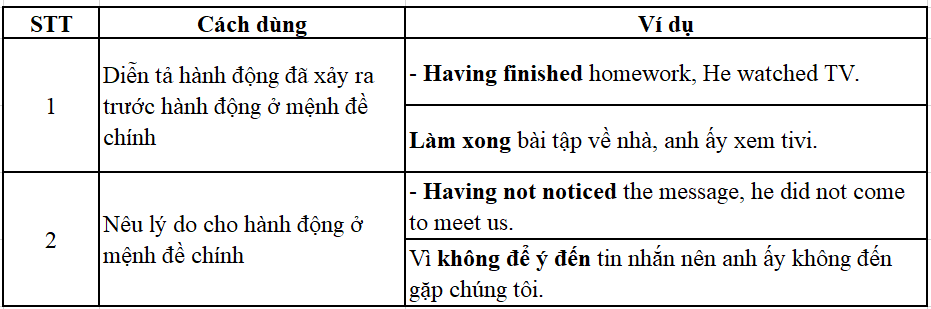 STT Cách dùng Ví dụ
1
Diễn tả hành động đã xảy ra
trước hành động ở mệnh đề
chính
- Having finished homework, He watched TV.
Làm xong bài tập về nhà, anh ấy xem tivi.
2
Nêu lý do cho hành động ở
mệnh đề chính
- Having not noticed the message, he did not come
to meet us.
Vì không để ý đến tin nhắn nên anh ấy không đến
gặp chúng tôi.